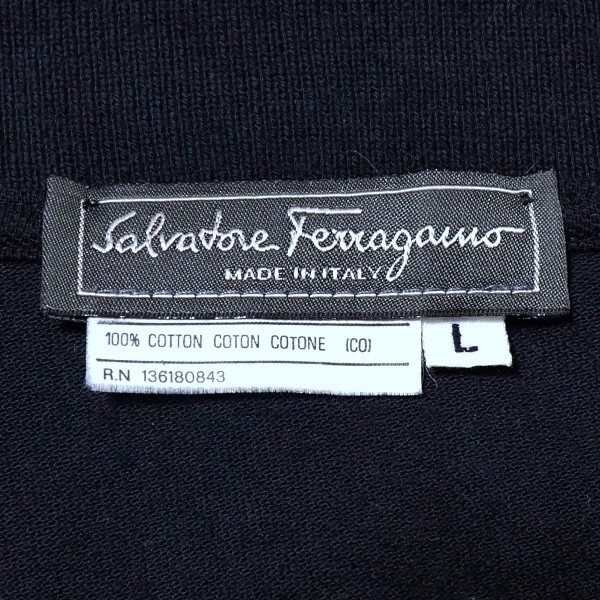 Salvatore Ferragamo
MADE IN ITALY
100% COTTON COTON COTONE (CO)
L
R.N 136180843